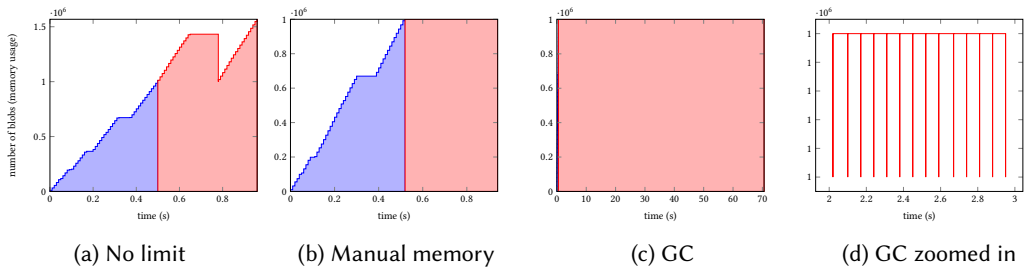 ·10⁶
·10⁶
·10⁶
·10⁶
number of blobs (memory usage)
1.5
1
0.5
0
0 0.2 0.4 0.6 0.8
time (s)
1
0.8
0.6
0.4
0.2
0
0 0.2 0.4 0.6 0.8
time (s)
1
0.8
0.6
0.4
0.2
0
0 10 20 30 40 50 60 70
time (s)
1
1
1
1
1
1
2 2.2 2.4 2.6 2.8 3
time (s)
(a) No limit
(b) Manual memory
(c) GC
(d) GC zoomed in